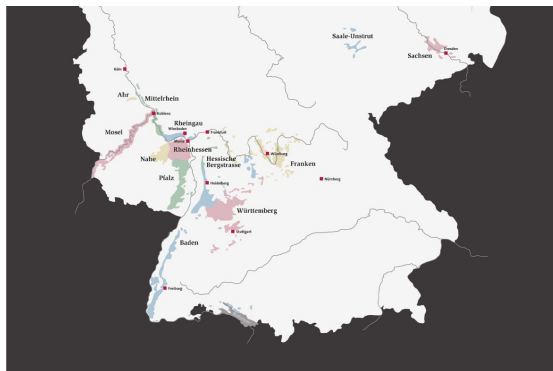 Saale-Unstrut
Dresden
Sachsen
Köln
Ahr
Mittelrhein
Koblenz
Rheingau
Wiesbaden
Frankfurt
Mosel
Mainz
Rheinhessen
Nahe
Hessische
Bergstrasse
Würzburg
Franken
Pfalz
Heidelberg
Nürnberg
Württemberg
Stuttgart
Baden
Freiburg